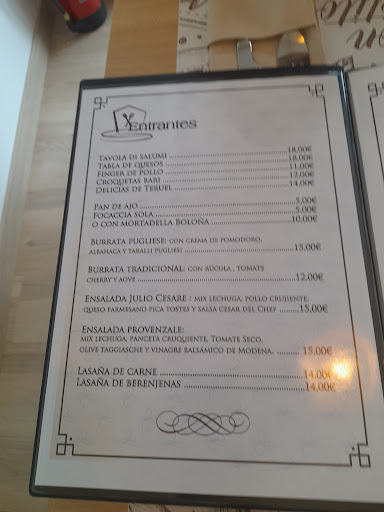 Entrantes
Tavola di salumi 18,00€
Tabla de quesos 18,00€
Finger de pollo 11,00€
Croquetas Bari 12,00€
Delicias de Teruel 14,00€
Pan de ajo 5,00€
Focaccia sola 5,00€
o con mortadella Boloña 10,00€
Burrata Pugliese: con crema de pomodoro,
albahaca y taralli pugliesi 15,00€
Burrata tradicional: con rúcula , tomate
cherry y aove 12,00€
Ensalada Julio Cesare : mix lechuga, pollo crujiente,
queso parmesano pica tostes y salsa cesar del Chef 15,00€
Ensalada Provenzale:
mix lechugas, panceta cruquiente, tomate seco,
olive taggiasche y vinagre balsámico de Modena, 15,00€
Lasaña de carne 14,00€
Lasaña de berenjenas 14,00€